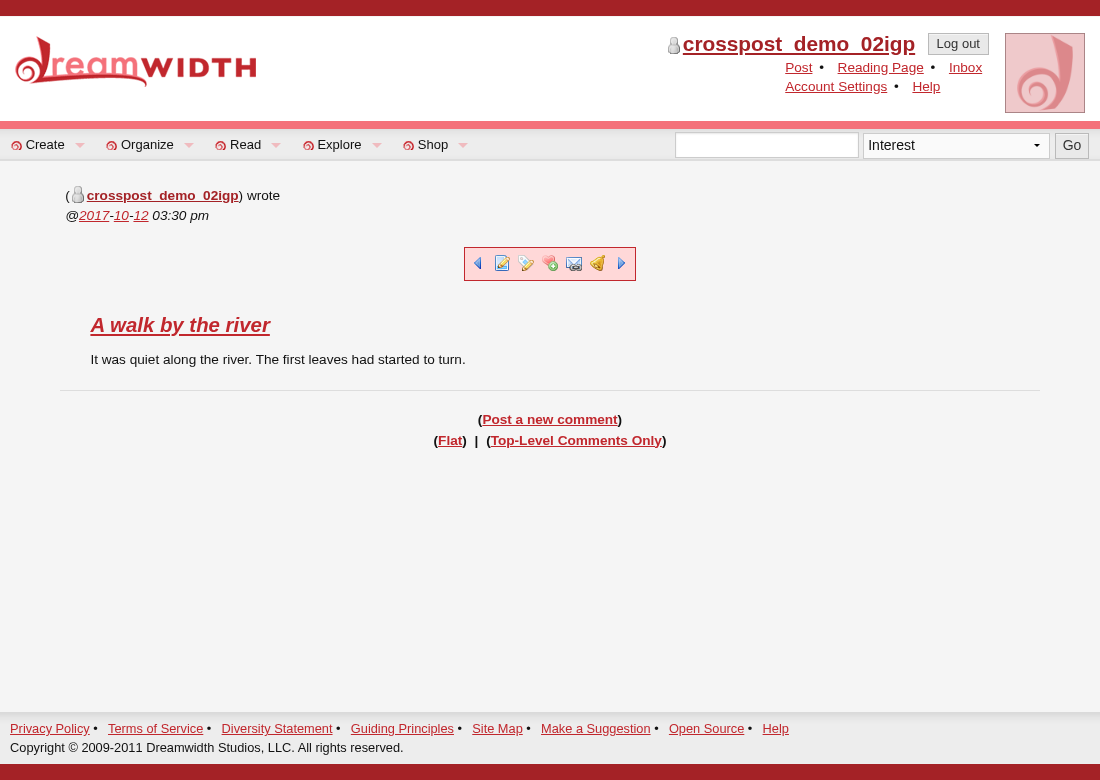 dreamWIDTH
crosspost_demo_02igp Log out
Post • Reading Page • Inbox
Account Settings • Help
Create Organize Read Explore Shop Interest Go
(crosspost_demo_02igp) wrote
@2017-10-12 03:30 pm
A walk by the river
It was quiet along the river. The first leaves had started to turn.
(Post a new comment)
(Flat) | (Top-Level Comments Only)
Privacy Policy • Terms of Service • Diversity Statement • Guiding Principles • Site Map • Make a Suggestion • Open Source • Help
Copyright © 2009-2011 Dreamwidth Studios, LLC. All rights reserved.